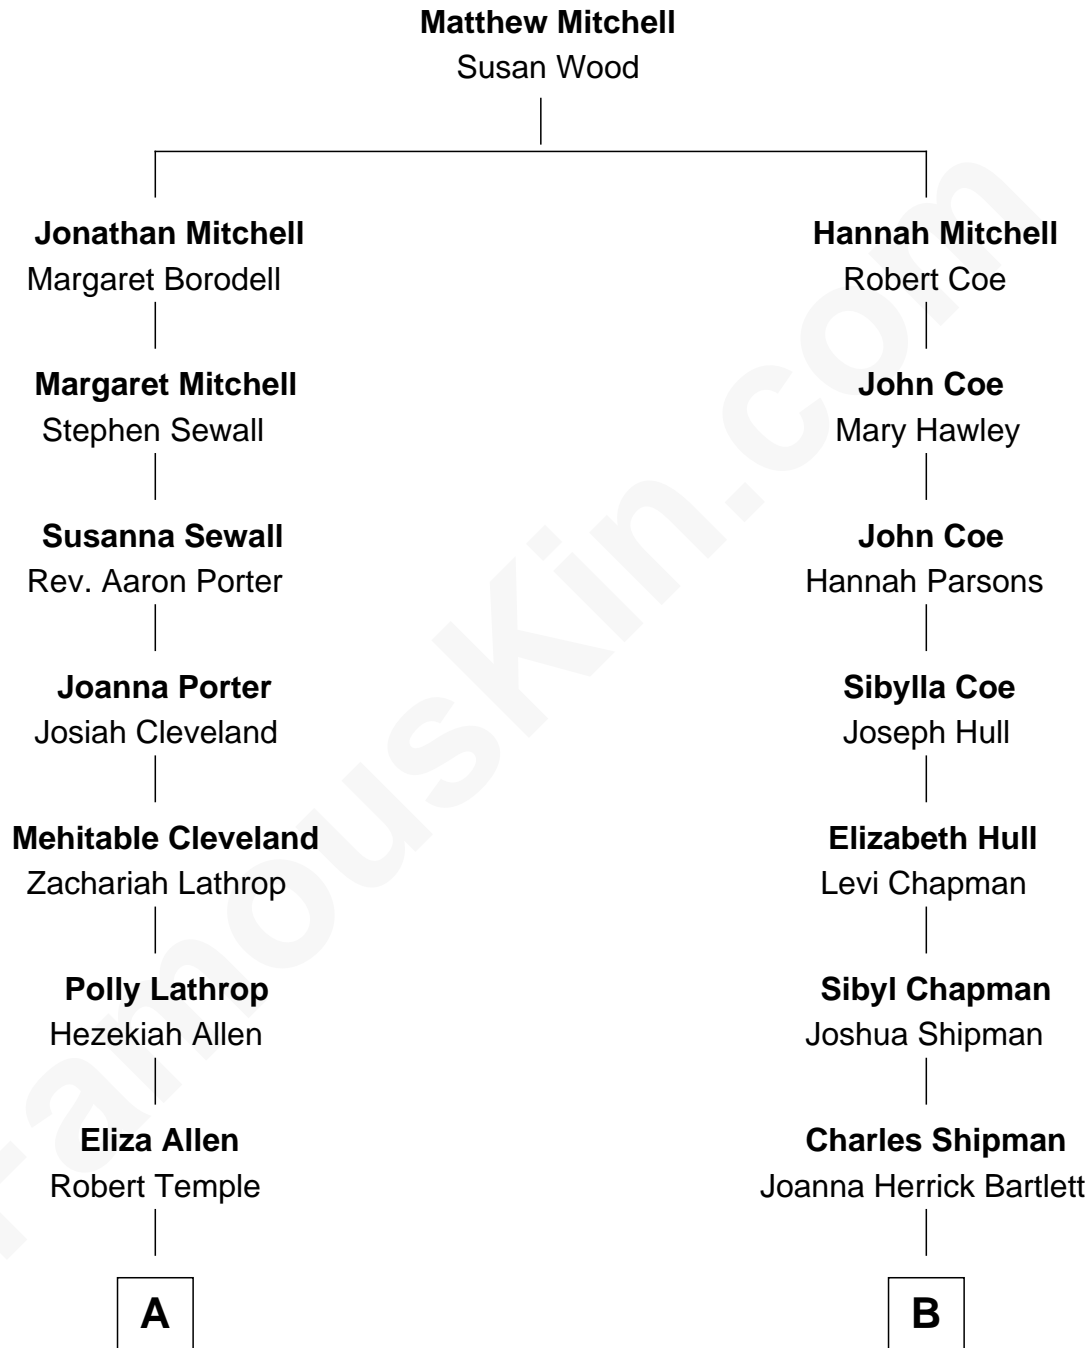 Matthew Mitchell
Susan Wood
Jonathan Mitchell
Margaret Borodell
Hannah Mitchell
Robert Coe
Margaret Mitchell
Stephen Sewall
John Coe
Mary Hawley
Susanna Sewall
Rev. Aaron Porter
John Coe
Hannah Parsons
Joanna Porter
Josiah Cleveland
Sibylla Coe
Joseph Hull
Mehitable Cleveland
Zachariah Lathrop
Elizabeth Hull
Levi Chapman
Polly Lathrop
Hezekiah Allen
Sibyl Chapman
Joshua Shipman
Eliza Allen
Robert Temple
Charles Shipman
Joanna Herrick Bartlett
A
B
FamousKin.com